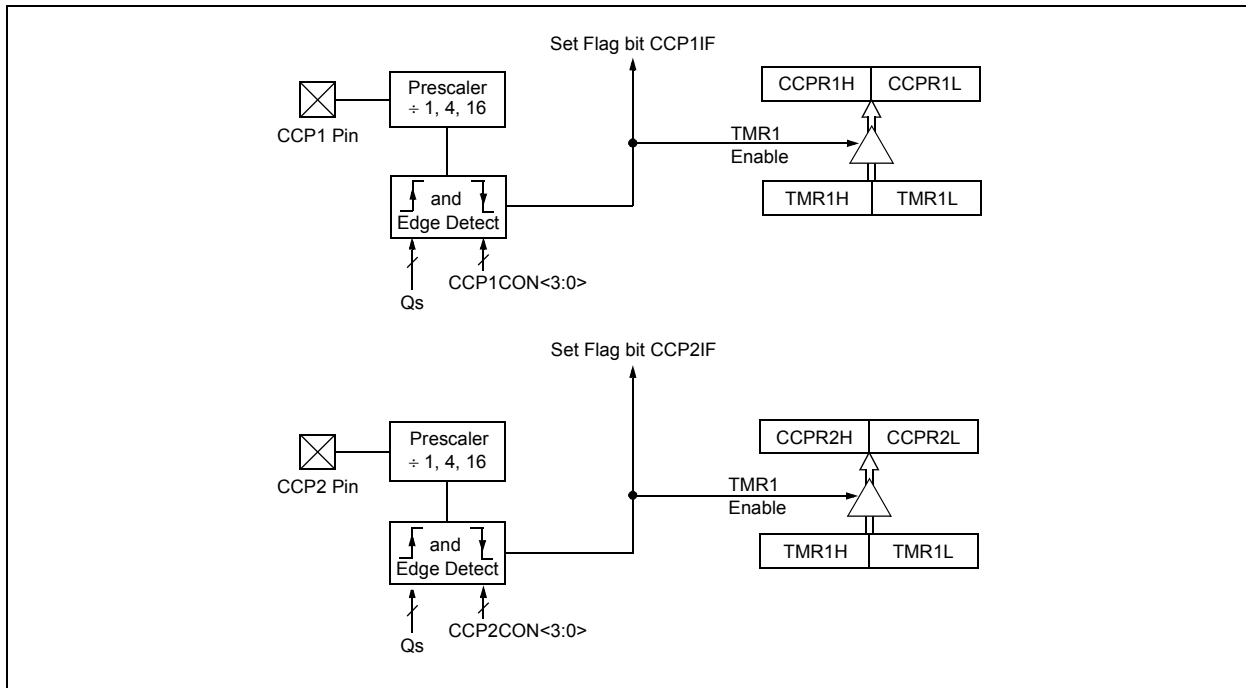 Set Flag bit CCP1IF
Prescaler
÷ 1, 4, 16
CCP1 Pin
CCPR1H CCPR1L
TMR1
Enable
and
Edge Detect
TMR1H TMR1L
CCP1CON<3:0>
Qs
Set Flag bit CCP2IF
Prescaler
÷ 1, 4, 16
CCP2 Pin
CCPR2H CCPR2L
TMR1
Enable
and
Edge Detect
TMR1H TMR1L
CCP2CON<3:0>
Qs